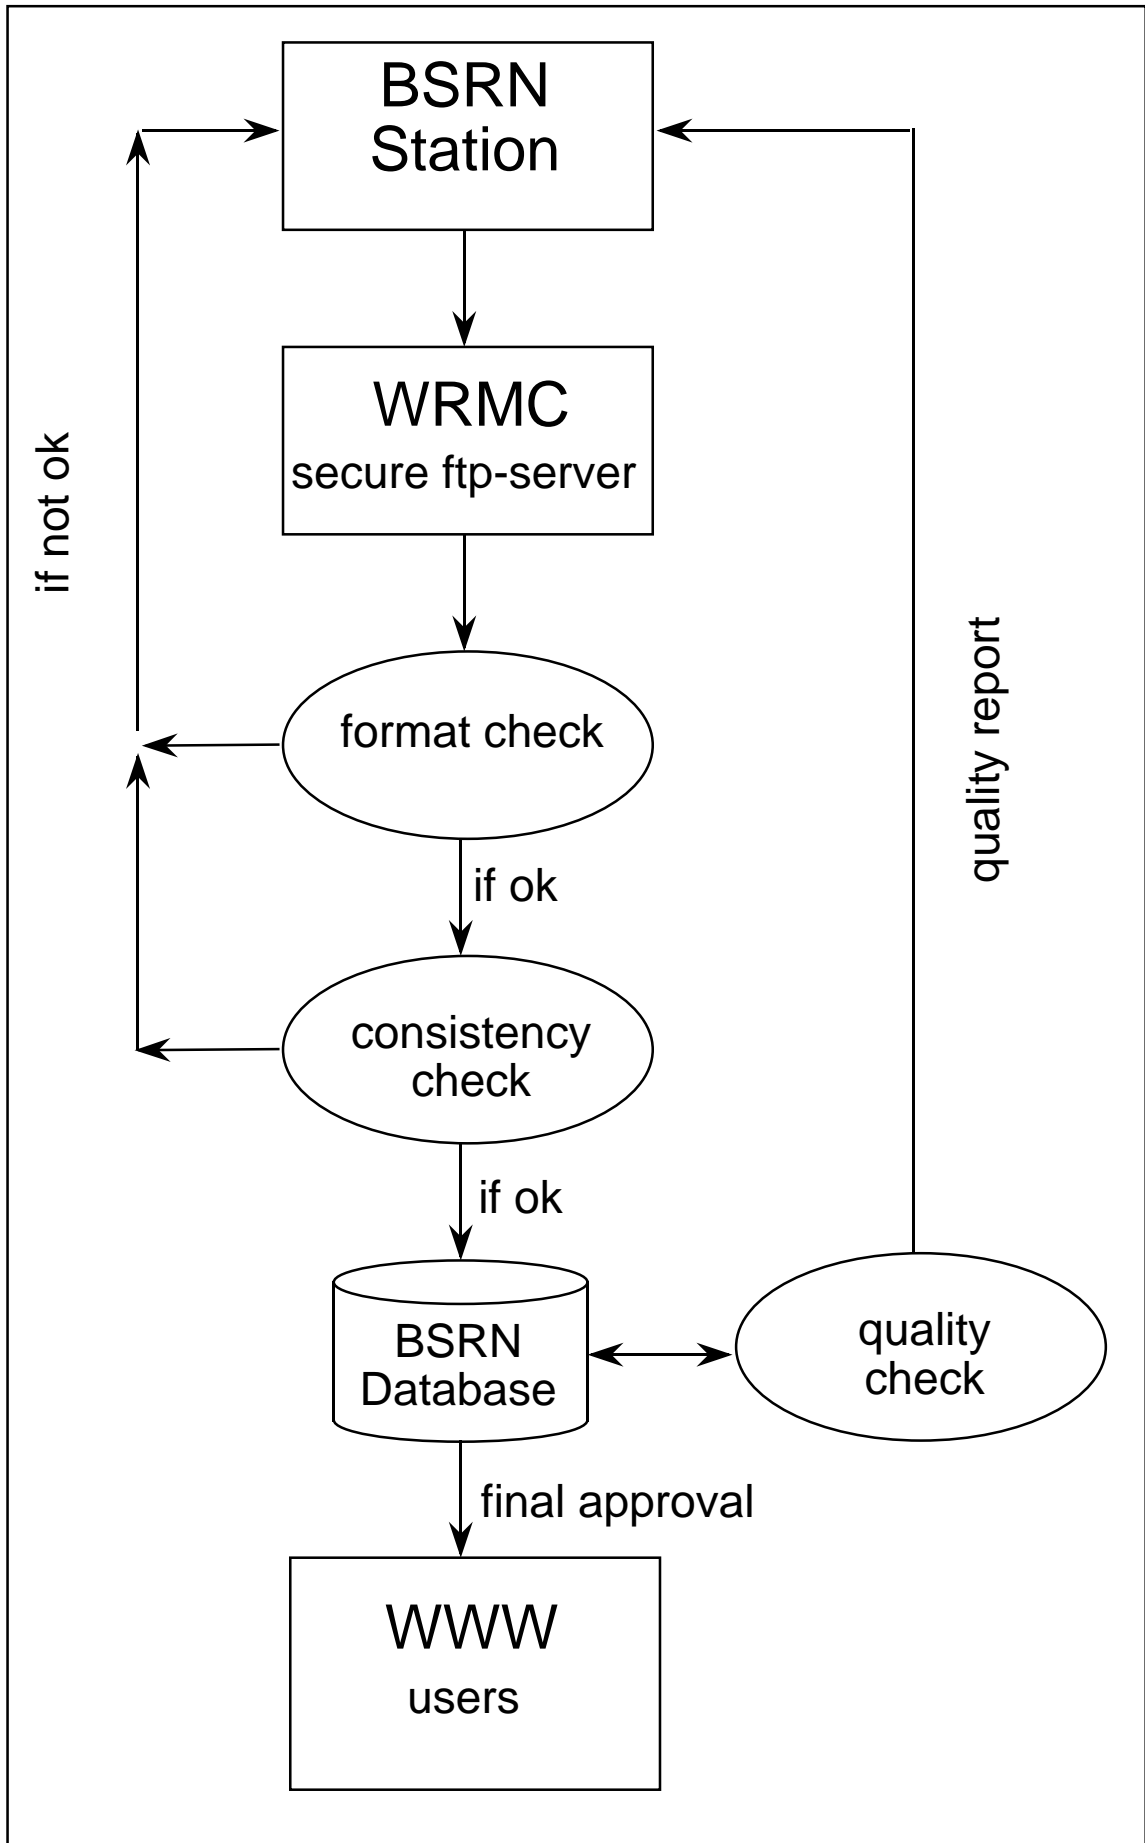 BSRN
Station
WRMC
secure ftp-server
if not ok
format check
quality report
if ok
consistency
check
if ok
BSRN
Database
quality
check
final approval
WWW
users